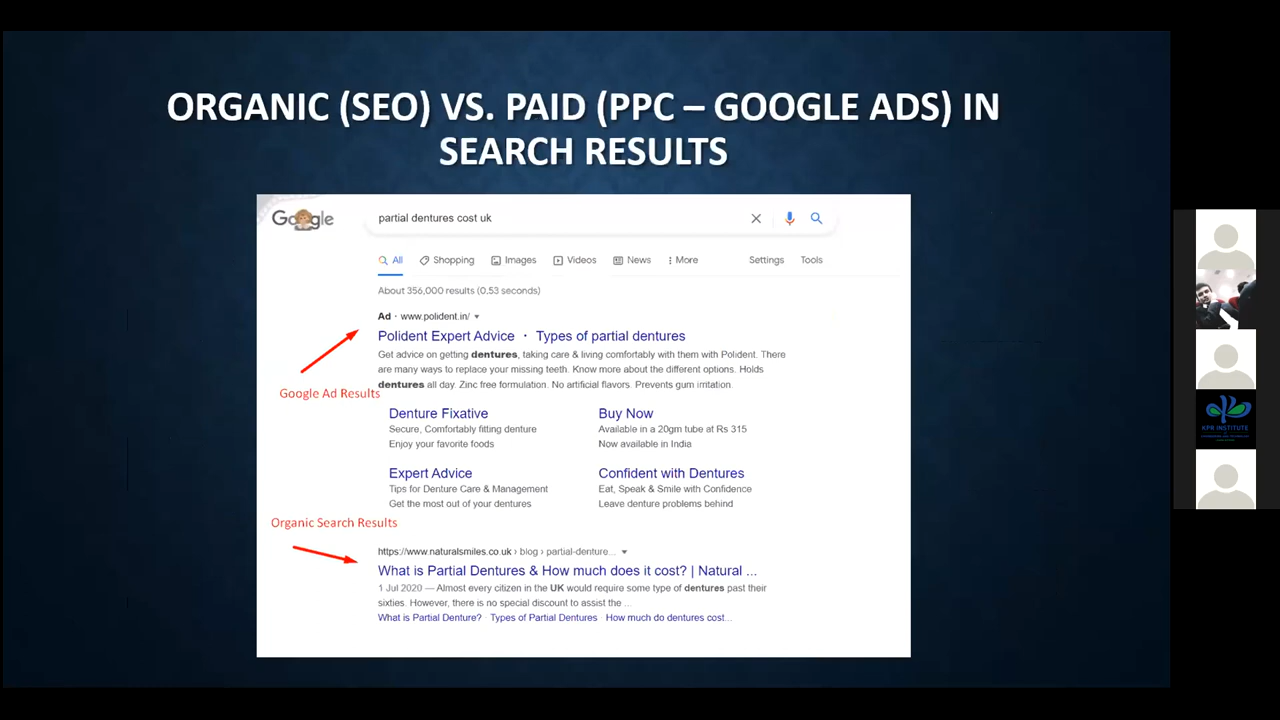 ORGANIC (SEO) VS. PAID (PPC – GOOGLE ADS) IN
SEARCH RESULTS
Google
partial dentures cost uk
All Shopping Images Videos News More Settings Tools
About 356,000 results (0.53 seconds)
Ad · www.polident.in/
Polident Expert Advice · Types of partial dentures
Get advice on getting dentures, taking care & living comfortably with them with Polident. There
are many ways to replace your missing teeth. Know more about the different options. Holds
dentures all day. Zinc free formulation. No artificial flavors. Prevents gum irritation
Google Ad Results
Denture Fixative
Secure, Comfortably fitting denture
Enjoy your favorite foods
Buy Now
Available in a 20gm tube at Rs 315
Now available in India
Expert Advice
Tips for Denture Care & Management
Get the most out of your dentures
Confident with Dentures
Eat, Speak & Smile with Confidence
Leave denture problems behind
Organic Search Results
https://www.naturalsmiles.co.uk › blog › partial-denture...
What is Partial Dentures & How much does it cost? | Natural ...
1 Jul 2020 — Almost every citizen in the UK would require some type of dentures past their
sixties. However, there is no special discount to assist the ...
What is Partial Denture? · Types of Partial Dentures · How much do dentures cost...
KPR INSTITUTE